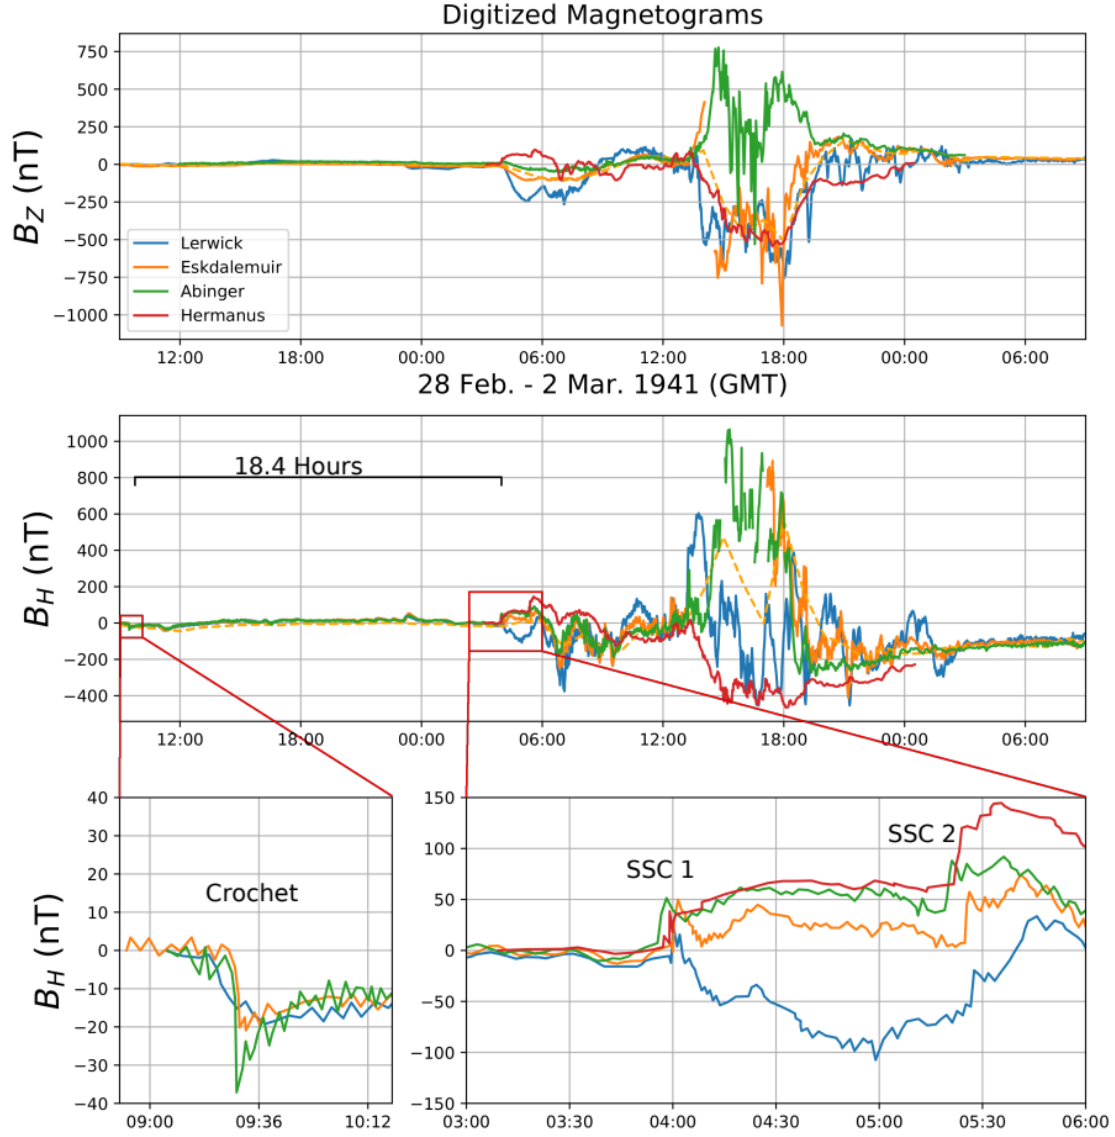 Digitized Magnetograms
B_Z (nT)
750
500
250
0
−250
−500
−750
−1000
Lerwick
Eskdalemuir
Abinger
Hermanus
12:00 18:00 00:00 06:00 12:00 18:00 00:00 06:00
28 Feb. - 2 Mar. 1941 (GMT)
B_H (nT)
1000
800
600
400
200
0
−200
−400
18.4 Hours
12:00 18:00 00:00 06:00 12:00 18:00 00:00 06:00
B_H (nT)
40
30
20
10
0
−10
−20
−30
−40
Crochet
09:00 09:36 10:12
150
100
50
0
−50
−100
−150
SSC 1
SSC 2
03:00 03:30 04:00 04:30 05:00 05:30 06:00